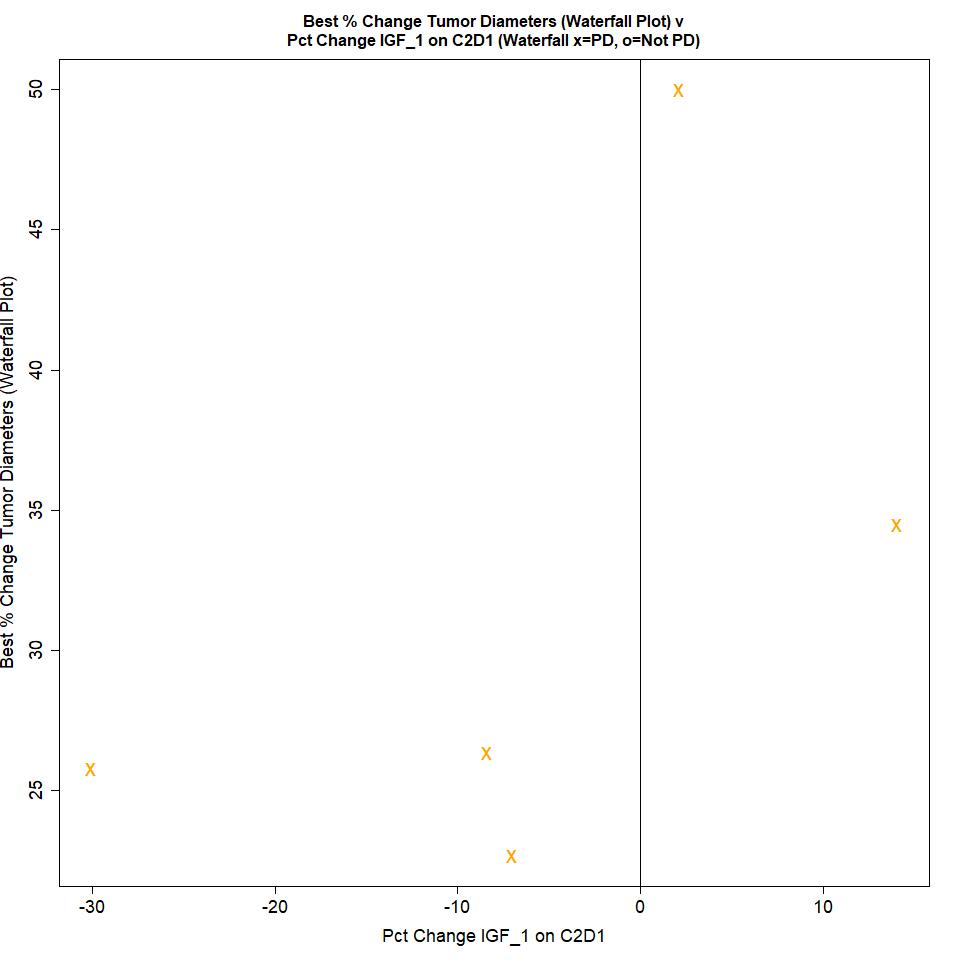 Best % Change Tumor Diameters (Waterfall Plot) v
Pct Change IGF_1 on C2D1 (Waterfall x=PD, o=Not PD)
Best % Change Tumor Diameters (Waterfall Plot)
50
45
40
35
30
25
X
X
X
X
X
-30
-20
-10
0
10
Pct Change IGF_1 on C2D1